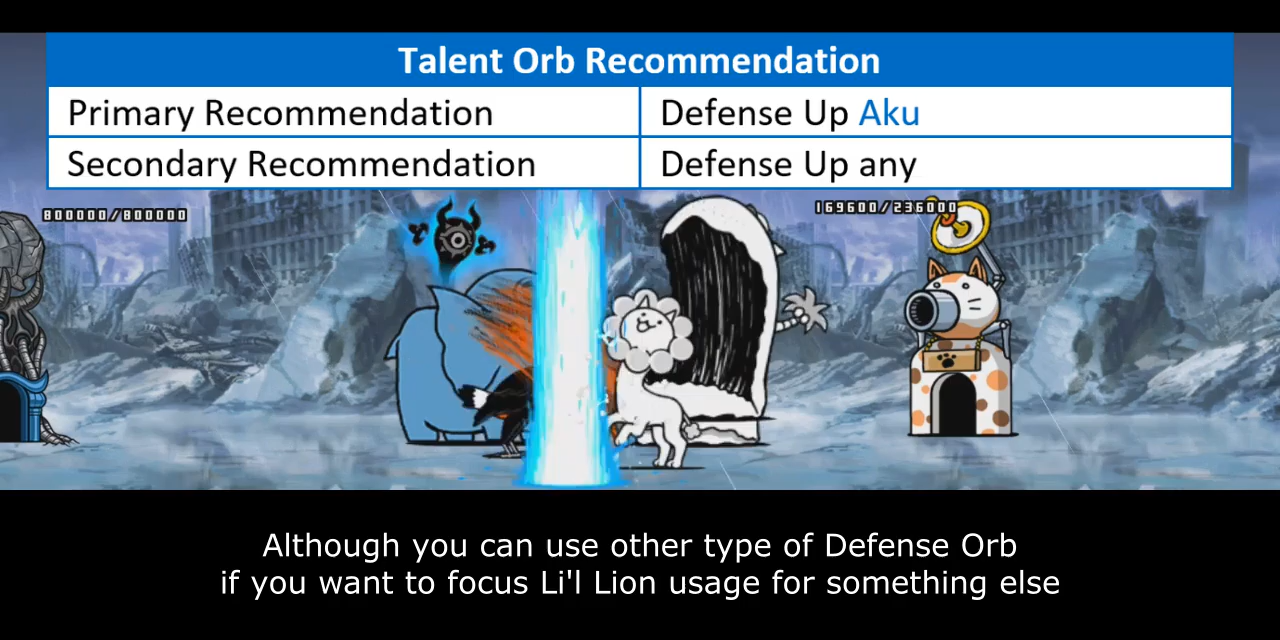 Talent Orb Recommendation
Primary Recommendation Defense Up Aku
Secondary Recommendation Defense Up any
800000/800000
169600/236000
Although you can use other type of Defense Orb
if you want to focus Li'l Lion usage for something else